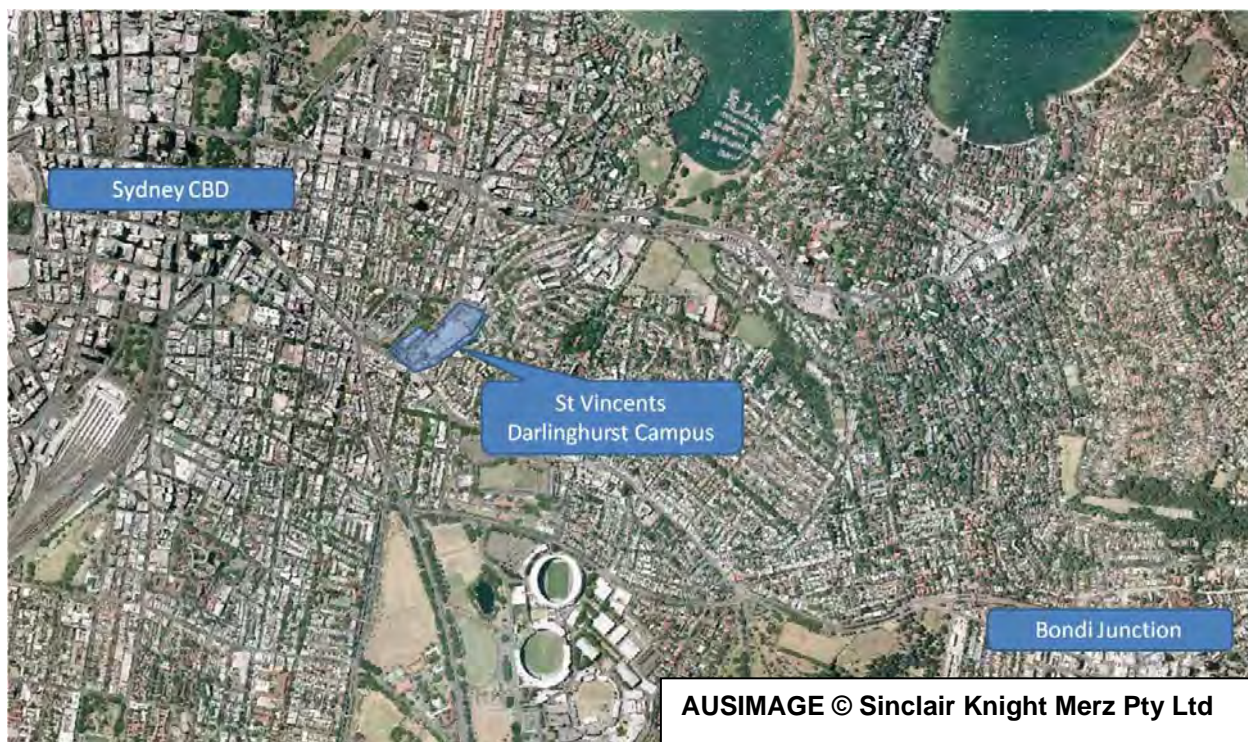 Sydney CBD
St Vincents
Darlinghurst Campus
Bondi Junction
AUSIMAGE © Sinclair Knight Merz Pty Ltd